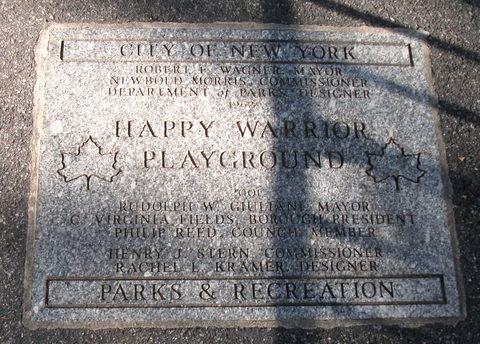 CITY OF NEW YORK
ROBERT F. WAGNER, MAYOR
NEWBOLD MORRIS, COMMISSIONER
DEPARTMENT of PARKS, DESIGNER
HAPPY WARRIOR
PLAYGROUND
RUDOLPH W. GIULIANI, MAYOR
C. VIRGINIA FIELDS, BOROUGH PRESIDENT
PHILIP REED, COUNCIL MEMBER
HENRY J. STERN, COMMISSIONER
RACHEL L. KRAMER, DESIGNER
PARKS & RECREATION